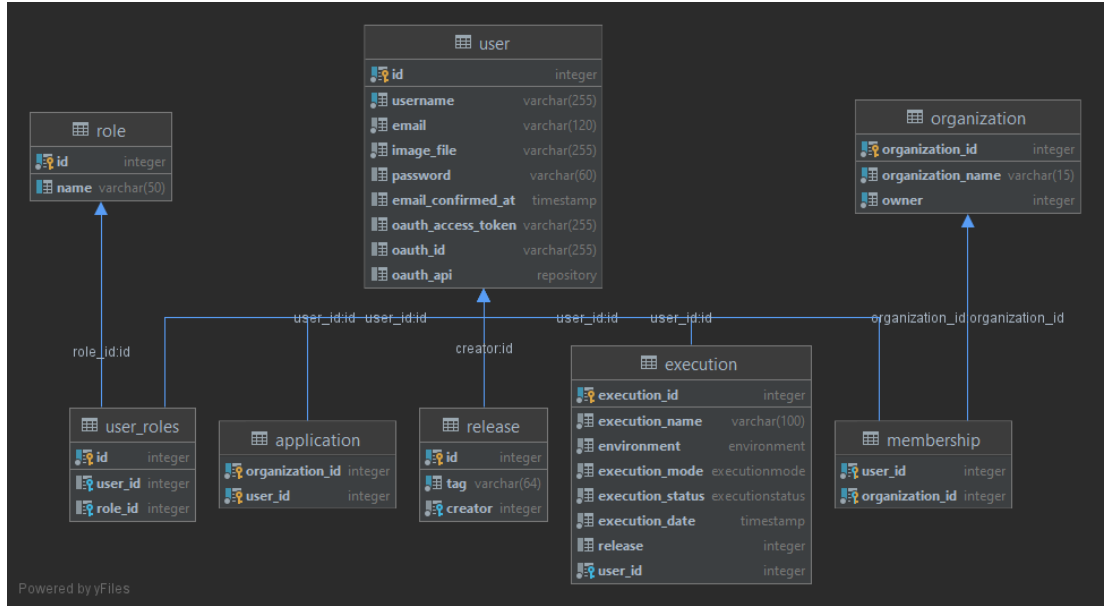 user
id integer
username varchar(255)
email varchar(120)
image_file varchar(255)
password varchar(60)
email_confirmed_at timestamp
oauth_access_token varchar(255)
oauth_id varchar(255)
oauth_api repository
role
id integer
name varchar(50)
organization
organization_id integer
organization_name varchar(15)
owner integer
user_id:id user_id:id user_id:id user_id:id organization_id:organization_id
role_id:id
creator:id
user_roles
id integer
user_id integer
role_id integer
application
organization_id integer
user_id integer
release
id integer
tag varchar(64)
creator integer
execution
execution_id integer
execution_name varchar(100)
environment environment
execution_mode executionmode
execution_status executionstatus
execution_date timestamp
release integer
user_id integer
membership
user_id integer
organization_id integer
Powered by yFiles